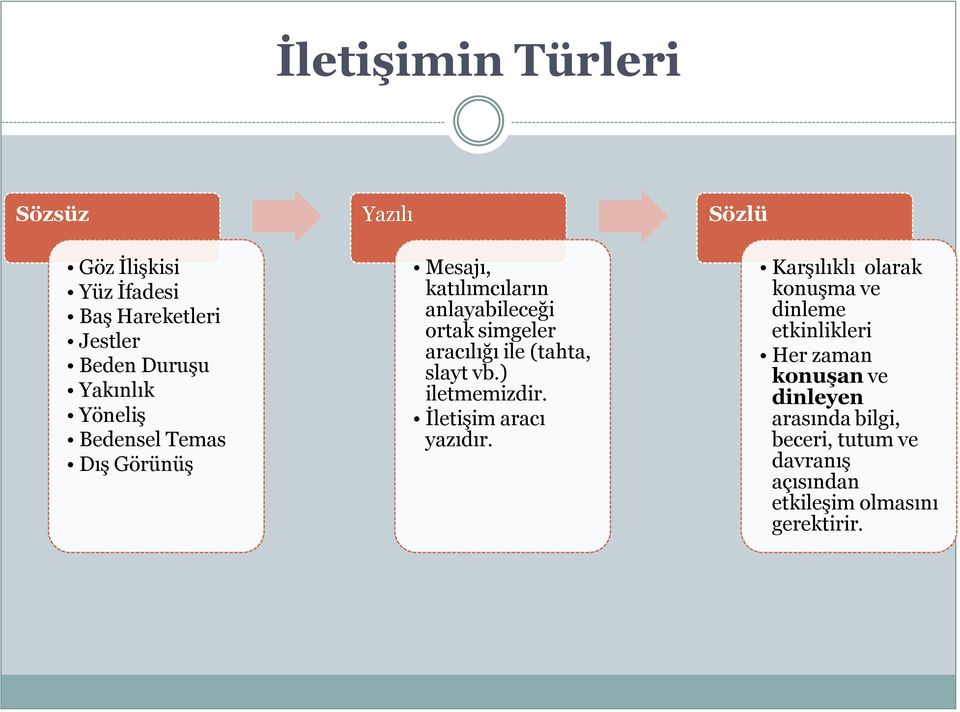 İletişimin Türleri
Sözsüz
• Göz İlişkisi
• Yüz İfadesi
• Baş Hareketleri
• Jestler
• Beden Duruşu
• Yakınlık
• Yöneliş
• Bedensel Temas
• Dış Görünüş
Yazılı
• Mesajı,
katılımcıların
anlayabileceği
ortak simgeler
aracılığı ile (tahta,
slayt vb.)
iletmemizdir.
• İletişim aracı
yazıdır.
Sözlü
• Karşılıklı olarak
konuşma ve
dinleme
etkinlikleri
• Her zaman
konuşan ve
dinleyen
arasında bilgi,
beceri, tutum ve
davranış
açısından
etkileşim olmasını
gerektirir.